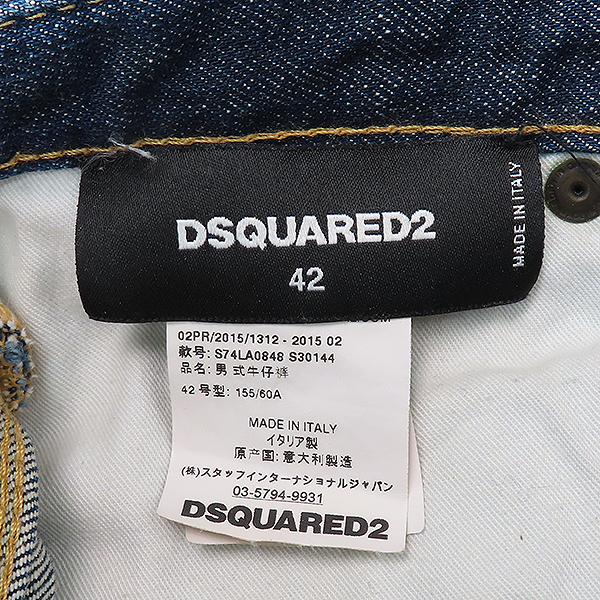 DSQUARED2
42
MADE IN ITALY
02PR/2015/1312 - 2015 02
款号: S74LA0848 S30144
品名: 男 式牛仔裤
42 号型: 155/60A
MADE IN ITALY
イタリア製
原产国: 意大利製造
(株)スタッフインターナショナルジャパン
03-5794-9931
DSQUARED2